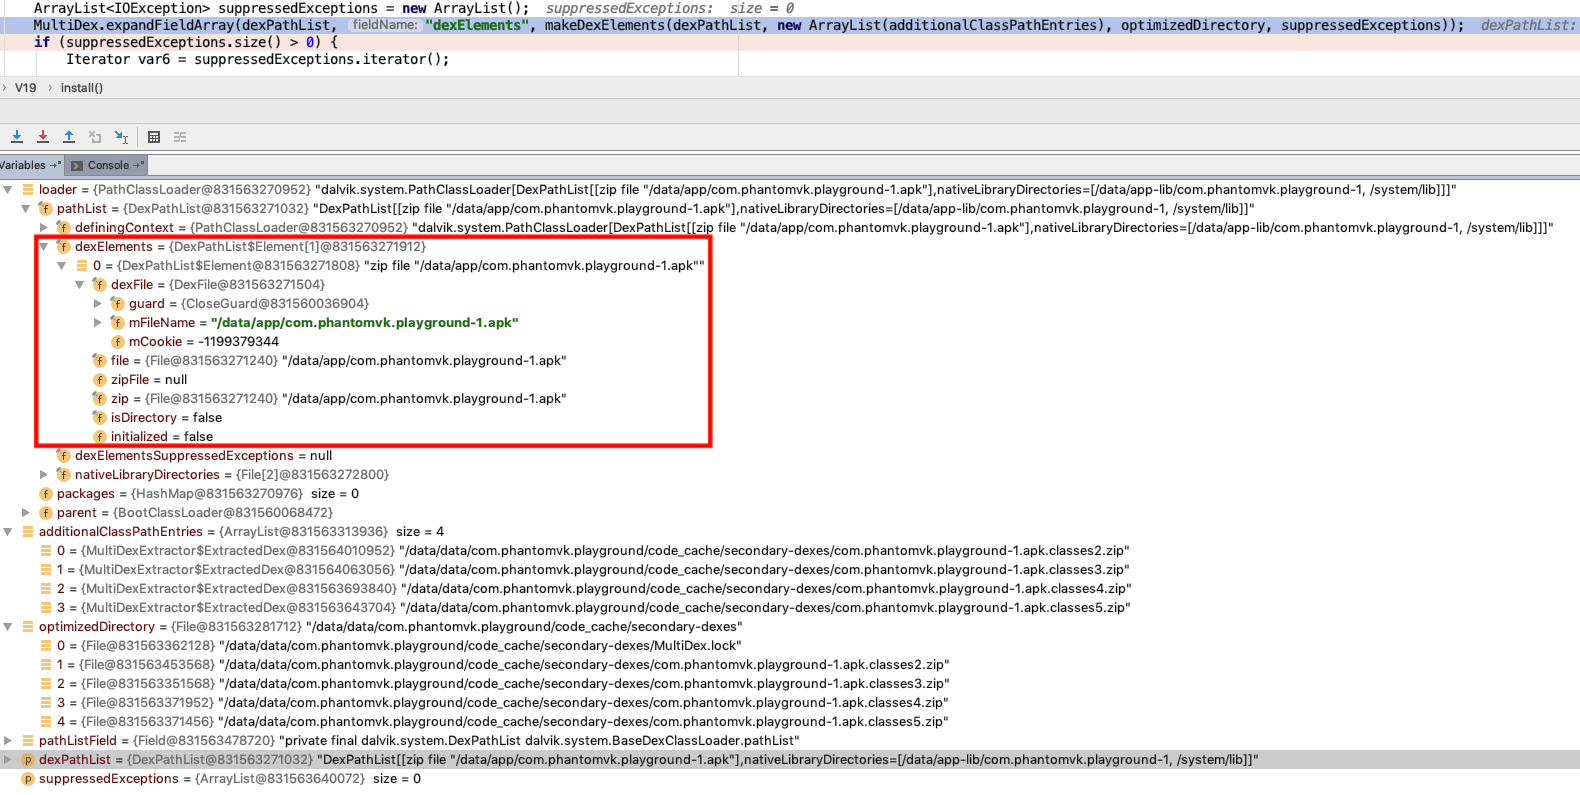 ArrayList<IOException> suppressedExceptions = new ArrayList();  suppressedExceptions:  size = 0
MultiDex.expandFieldArray(dexPathList,  fieldName: "dexElements", makeDexElements(dexPathList, new ArrayList(additionalClassPathEntries), optimizedDirectory, suppressedExceptions));  dexPathList:
if (suppressedExceptions.size() > 0) {
Iterator var6 = suppressedExceptions.iterator();
V19 › install()
Variables
Console
loader = {PathClassLoader@831563270952} "dalvik.system.PathClassLoader[DexPathList[[zip file "/data/app/com.phantomvk.playground-1.apk"],nativeLibraryDirectories=[/data/app-lib/com.phantomvk.playground-1, /system/lib]]]"
pathList = {DexPathList@831563271032} "DexPathList[[zip file "/data/app/com.phantomvk.playground-1.apk"],nativeLibraryDirectories=[/data/app-lib/com.phantomvk.playground-1, /system/lib]]"
definingContext = {PathClassLoader@831563270952} "dalvik.system.PathClassLoader[DexPathList[[zip file "/data/app/com.phantomvk.playground-1.apk"],nativeLibraryDirectories=[/data/app-lib/com.phantomvk.playground-1, /system/lib]]]"
dexElements = {DexPathList$Element[1]@831563271912}
0 = {DexPathList$Element@831563271808} "zip file "/data/app/com.phantomvk.playground-1.apk""
dexFile = {DexFile@831563271504}
guard = {CloseGuard@831560036904}
mFileName = "/data/app/com.phantomvk.playground-1.apk"
mCookie = -1199379344
file = {File@831563271240} "/data/app/com.phantomvk.playground-1.apk"
zipFile = null
zip = {File@831563271240} "/data/app/com.phantomvk.playground-1.apk"
isDirectory = false
initialized = false
dexElementsSuppressedExceptions = null
nativeLibraryDirectories = {File[2]@831563272800}
packages = {HashMap@831563270976}  size = 0
parent = {BootClassLoader@831560068472}
additionalClassPathEntries = {ArrayList@831563313936}  size = 4
0 = {MultiDexExtractor$ExtractedDex@831564010952} "/data/data/com.phantomvk.playground/code_cache/secondary-dexes/com.phantomvk.playground-1.apk.classes2.zip"
1 = {MultiDexExtractor$ExtractedDex@831564063056} "/data/data/com.phantomvk.playground/code_cache/secondary-dexes/com.phantomvk.playground-1.apk.classes3.zip"
2 = {MultiDexExtractor$ExtractedDex@831563693840} "/data/data/com.phantomvk.playground/code_cache/secondary-dexes/com.phantomvk.playground-1.apk.classes4.zip"
3 = {MultiDexExtractor$ExtractedDex@831563643704} "/data/data/com.phantomvk.playground/code_cache/secondary-dexes/com.phantomvk.playground-1.apk.classes5.zip"
optimizedDirectory = {File@831563281712} "/data/data/com.phantomvk.playground/code_cache/secondary-dexes"
0 = {File@831563362128} "/data/data/com.phantomvk.playground/code_cache/secondary-dexes/MultiDex.lock"
1 = {File@831563453568} "/data/data/com.phantomvk.playground/code_cache/secondary-dexes/com.phantomvk.playground-1.apk.classes2.zip"
2 = {File@831563351568} "/data/data/com.phantomvk.playground/code_cache/secondary-dexes/com.phantomvk.playground-1.apk.classes3.zip"
3 = {File@831563371952} "/data/data/com.phantomvk.playground/code_cache/secondary-dexes/com.phantomvk.playground-1.apk.classes4.zip"
4 = {File@831563371456} "/data/data/com.phantomvk.playground/code_cache/secondary-dexes/com.phantomvk.playground-1.apk.classes5.zip"
pathListField = {Field@831563478720} "private final dalvik.system.DexPathList dalvik.system.BaseDexClassLoader.pathList"
dexPathList = {DexPathList@831563271032} "DexPathList[[zip file "/data/app/com.phantomvk.playground-1.apk"],nativeLibraryDirectories=[/data/app-lib/com.phantomvk.playground-1, /system/lib]]"
suppressedExceptions = {ArrayList@831563640072}  size = 0